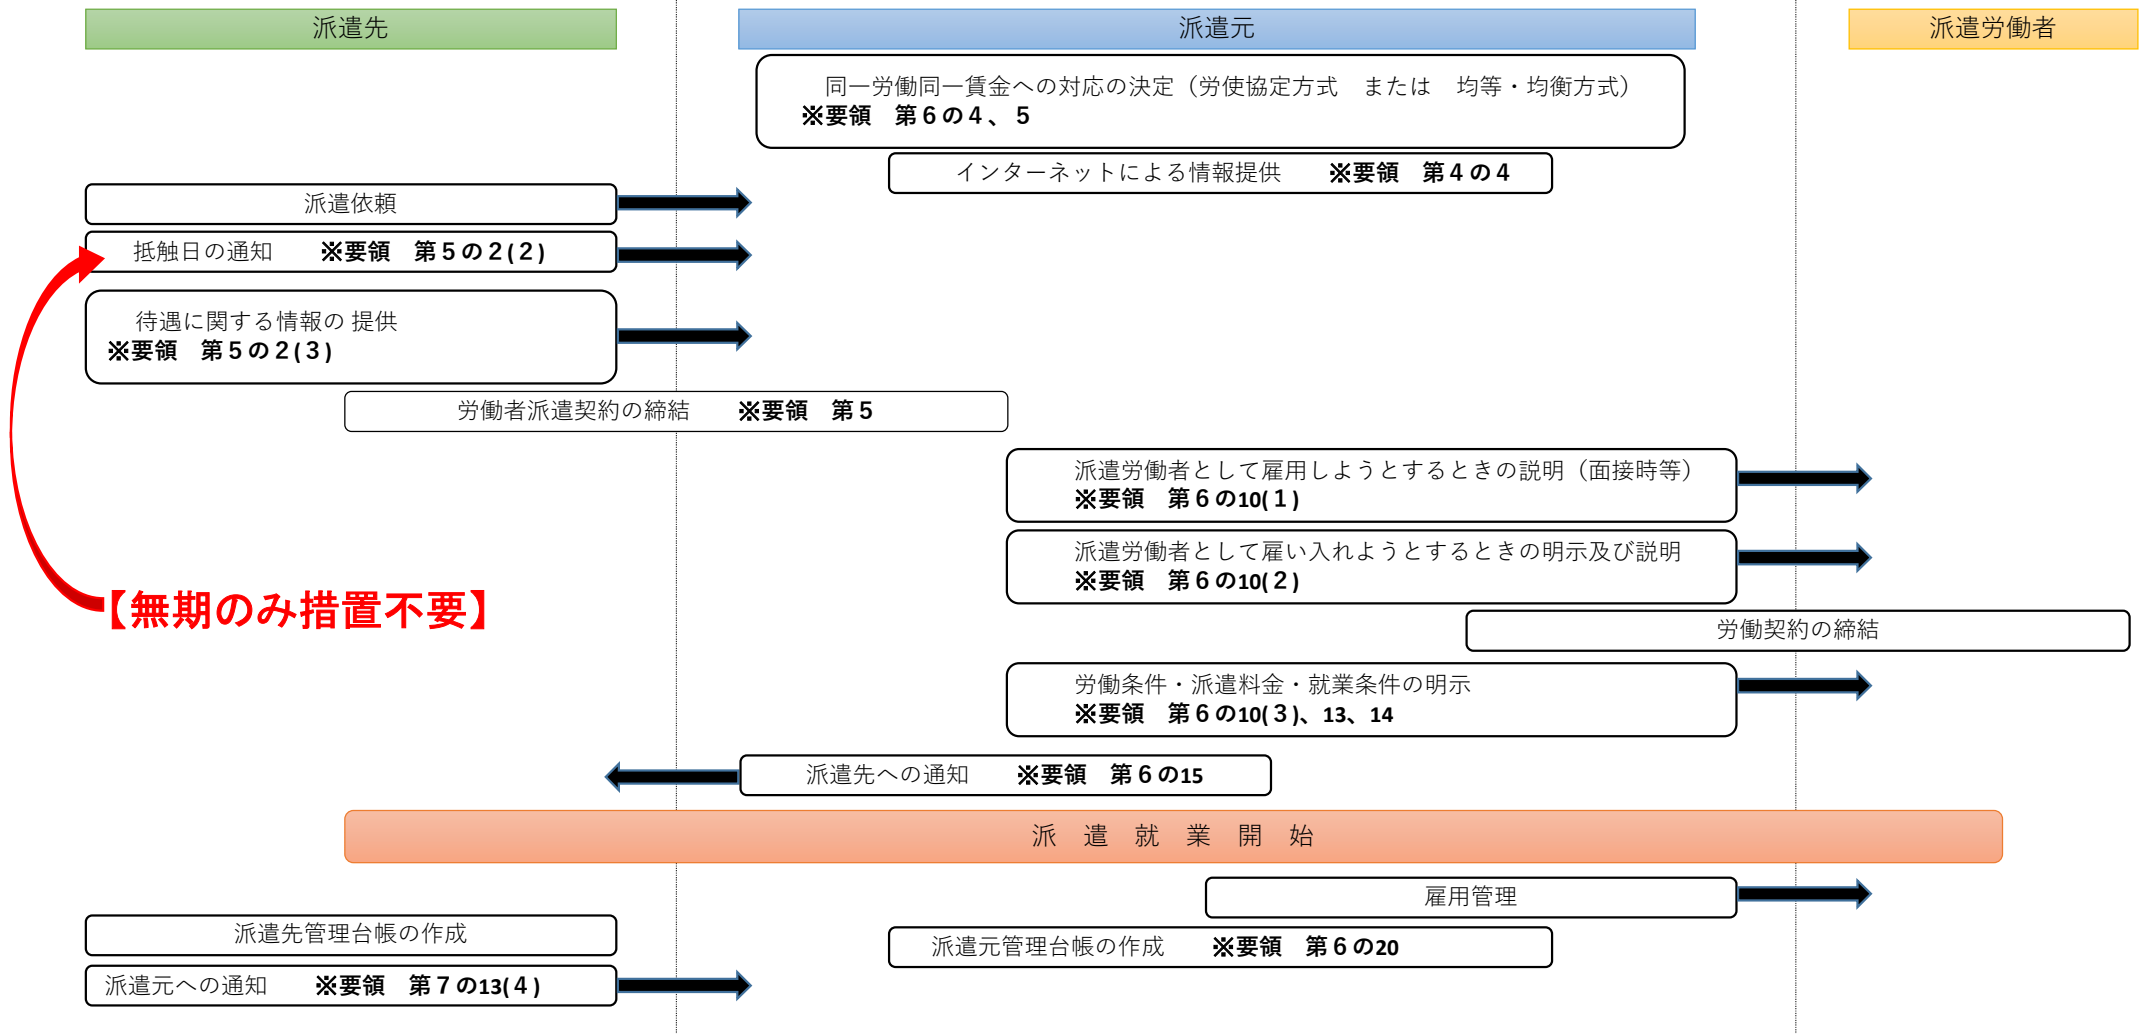 派遣先
派遣元
派遣労働者
同一労働同一賃金への対応の決定（労使協定方式　または　均等・均衡方式）
※要領　第６の４、５
インターネットによる情報提供　　※要領　第４の４
派遣依頼
抵触日の通知　　※要領　第５の２(２)
待遇に関する情報の 提供
※要領　第５の２(３)
労働者派遣契約の締結　　※要領　第５
派遣労働者として雇用しようとするときの説明（面接時等）
※要領　第６の10(１)
派遣労働者として雇い入れようとするときの明示及び説明
※要領　第６の10(２)
【無期のみ措置不要】
労働契約の締結
労働条件・派遣料金・就業条件の明示
※要領　第６の10(３)、13、14
派遣先への通知　　※要領　第６の15
派　遣　就　業　開　始
雇用管理
派遣先管理台帳の作成
派遣元管理台帳の作成　　※要領　第６の20
派遣元への通知　　※要領　第７の13(４)